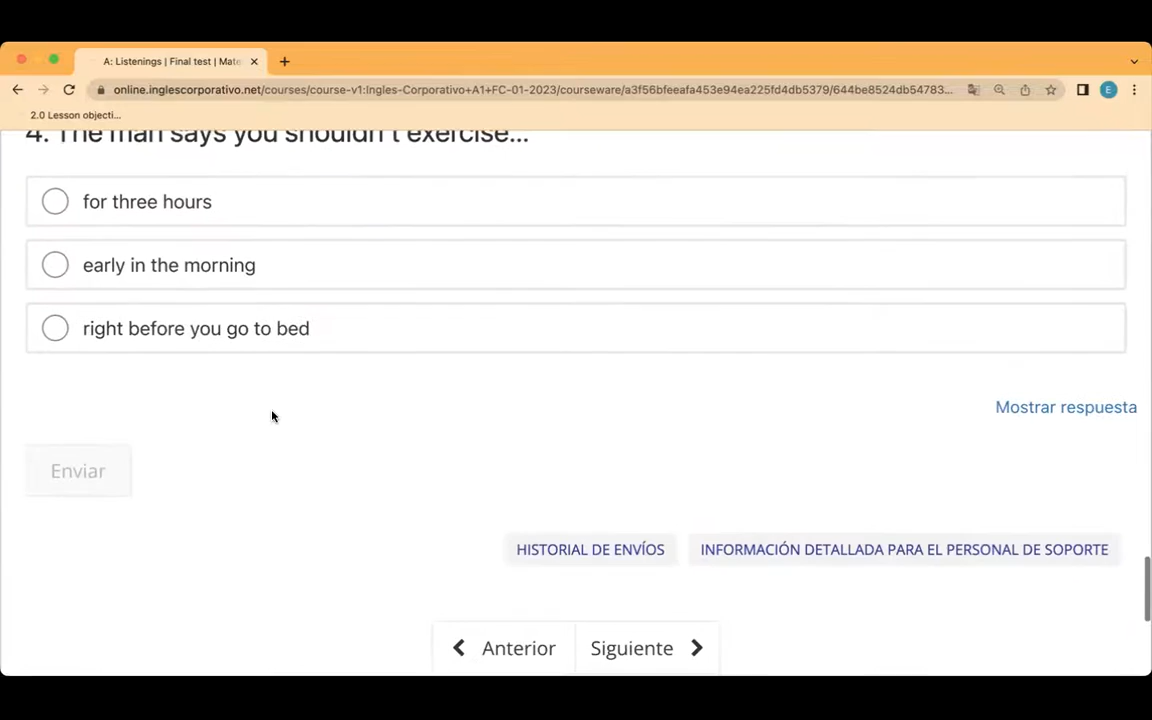 A: Listenings | Final test | Mate
online.inglescorporativo.net/courses/course-v1:Ingles-Corporativo+A1+FC-01-2023/courseware/a3f56bfeeafa453e94ea225fd4db5379/644be8524db54783...
E
2.0 Lesson objecti...
4. The man says you shouldn't exercise...
for three hours
early in the morning
right before you go to bed
Mostrar respuesta
Enviar
HISTORIAL DE ENVÍOS
INFORMACIÓN DETALLADA PARA EL PERSONAL DE SOPORTE
Anterior
Siguiente